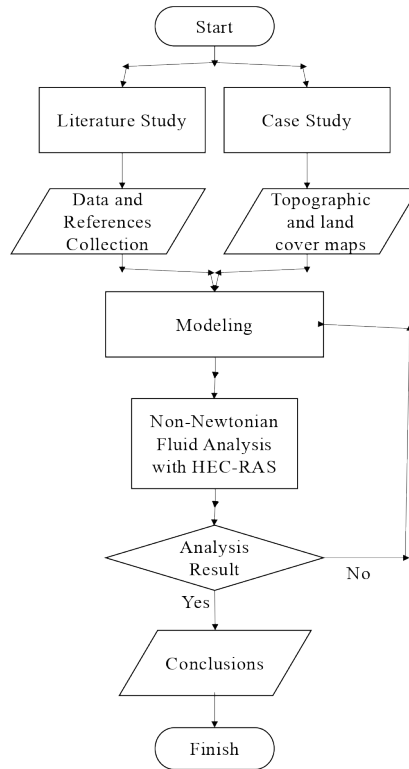 Start
Literature Study
Case Study
Data and
References
Collection
Topographic
and land
cover maps
Modeling
Non-Newtonian
Fluid Analysis
with HEC-RAS
Analysis
Result
No
Yes
Conclusions
Finish